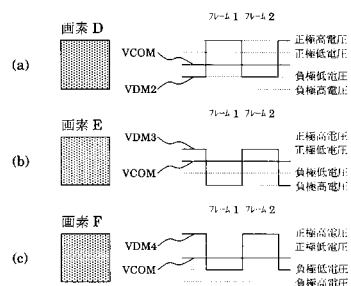 画素 D
フレーム 1 フレーム 2
(a)
VCOM
VDM2
正極高電圧
正極低電圧
負極低電圧
負極高電圧
画素 E
フレーム 1 フレーム 2
(b)
VDM3
VCOM
正極高電圧
正極低電圧
負極低電圧
負極高電圧
画素 F
フレーム 1 フレーム 2
(c)
VDM4
VCOM
正極高電圧
正極低電圧
負極低電圧
負極高電圧